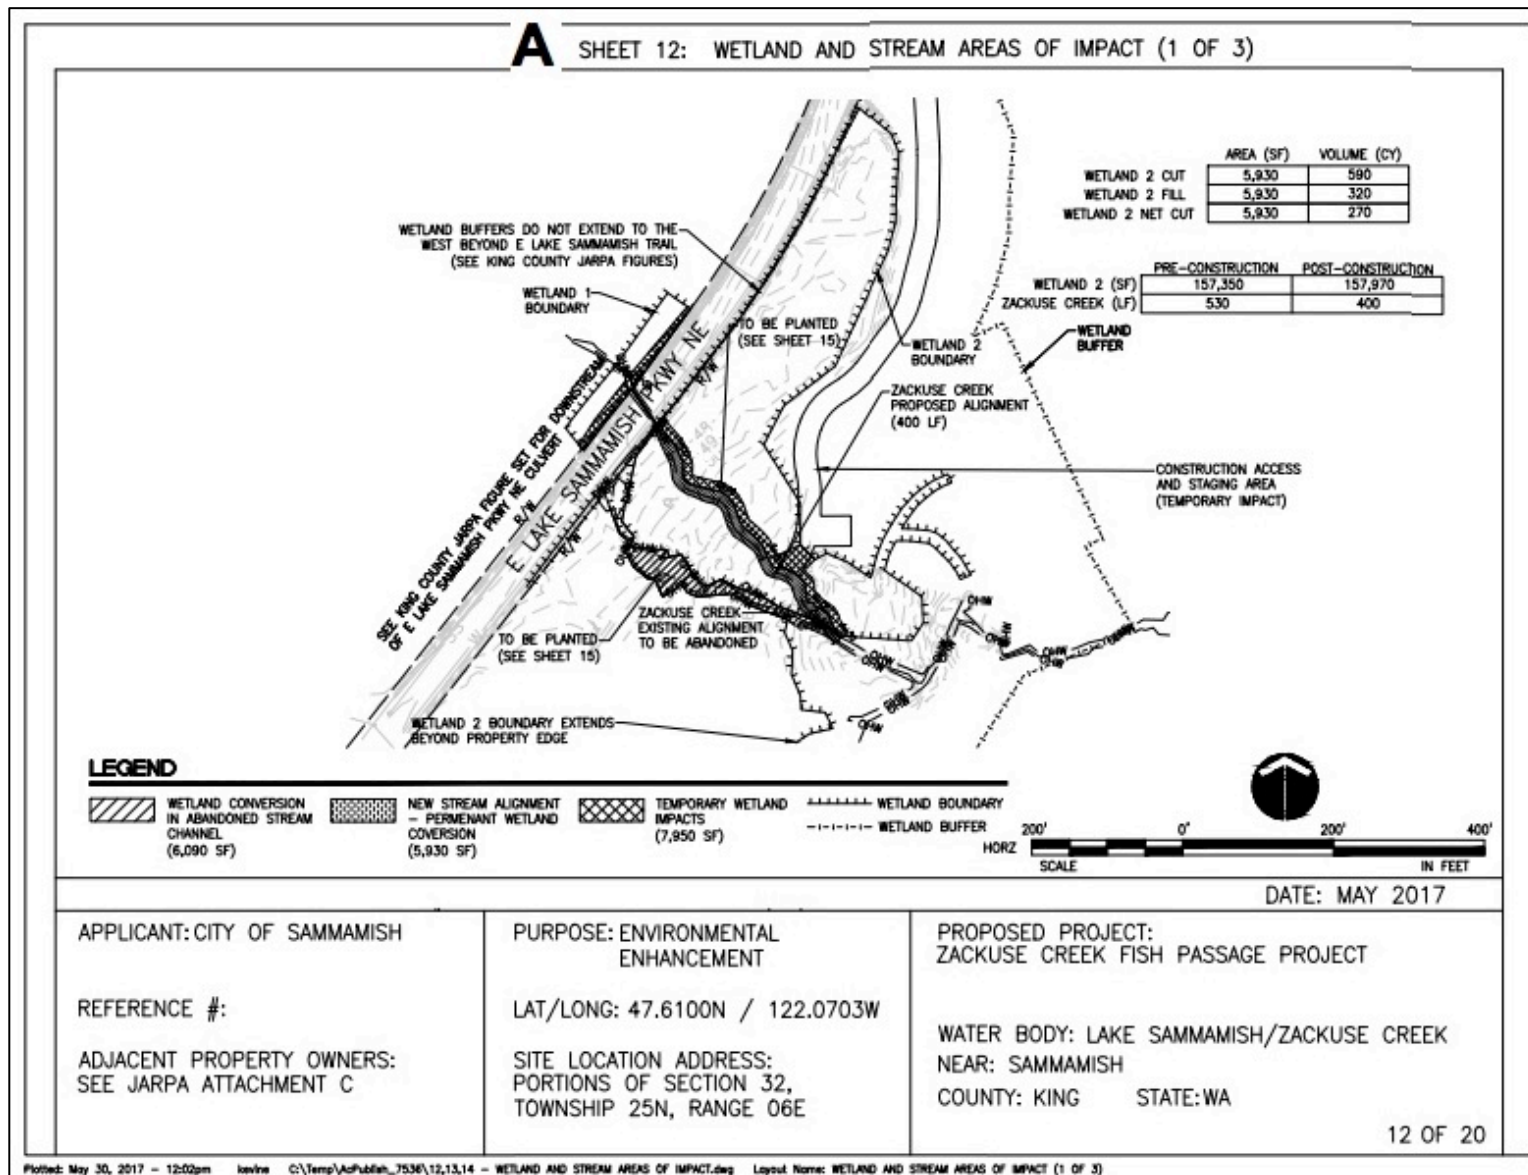 A SHEET 12: WETLAND AND STREAM AREAS OF IMPACT (1 OF 3)
AREA (SF) VOLUME (CY)
WETLAND 2 CUT 5,930 590
WETLAND 2 FILL 5,930 320
WETLAND 2 NET CUT 5,930 270
PRE-CONSTRUCTION POST-CONSTRUCTION
WETLAND 2 (SF) 157,350 157,970
ZACKUSE CREEK (LF) 530 400
WETLAND BUFFERS DO NOT EXTEND TO THE
WEST BEYOND E LAKE SAMMAMISH TRAIL
(SEE KING COUNTY JARPA FIGURES)
WETLAND 1
BOUNDARY
TO BE PLANTED
(SEE SHEET 15)
WETLAND 2
BOUNDARY
WETLAND
BUFFER
ZACKUSE CREEK
PROPOSED ALIGNMENT
(400 LF)
CONSTRUCTION ACCESS
AND STAGING AREA
(TEMPORARY IMPACT)
SEE KING COUNTY JARPA FIGURE SET FOR DOWNSTREAM
OF E LAKE SAMMAMISH PKWY NE CULVERT
R/W
E LAKE SAMMAMISH PKWY NE
R/W
R/W
ZACKUSE CREEK
EXISTING ALIGNMENT
TO BE ABANDONED
TO BE PLANTED
(SEE SHEET 15)
OHW
OHW
OHW
OHW
OHW
OHW
WETLAND 2 BOUNDARY EXTENDS
BEYOND PROPERTY EDGE
LEGEND
WETLAND CONVERSION
IN ABANDONED STREAM
CHANNEL
(6,090 SF)
NEW STREAM ALIGNMENT
- PERMENANT WETLAND
COVERSION
(5,930 SF)
TEMPORARY WETLAND
IMPACTS
(7,950 SF)
WETLAND BOUNDARY
WETLAND BUFFER
200' 0' 200' 400'
HORZ
SCALE IN FEET
DATE: MAY 2017
APPLICANT: CITY OF SAMMAMISH
REFERENCE #:
ADJACENT PROPERTY OWNERS:
SEE JARPA ATTACHMENT C
PURPOSE: ENVIRONMENTAL
ENHANCEMENT
LAT/LONG: 47.6100N / 122.0703W
SITE LOCATION ADDRESS:
PORTIONS OF SECTION 32,
TOWNSHIP 25N, RANGE 06E
PROPOSED PROJECT:
ZACKUSE CREEK FISH PASSAGE PROJECT
WATER BODY: LAKE SAMMAMISH/ZACKUSE CREEK
NEAR: SAMMAMISH
COUNTY: KING STATE: WA
12 OF 20
Plotted: May 30, 2017 - 12:02pm kevine C:\Temp\AcPublish_7536\12,13,14 - WETLAND AND STREAM AREAS OF IMPACT.dwg Layout Name: WETLAND AND STREAM AREAS OF IMPACT (1 OF 3)